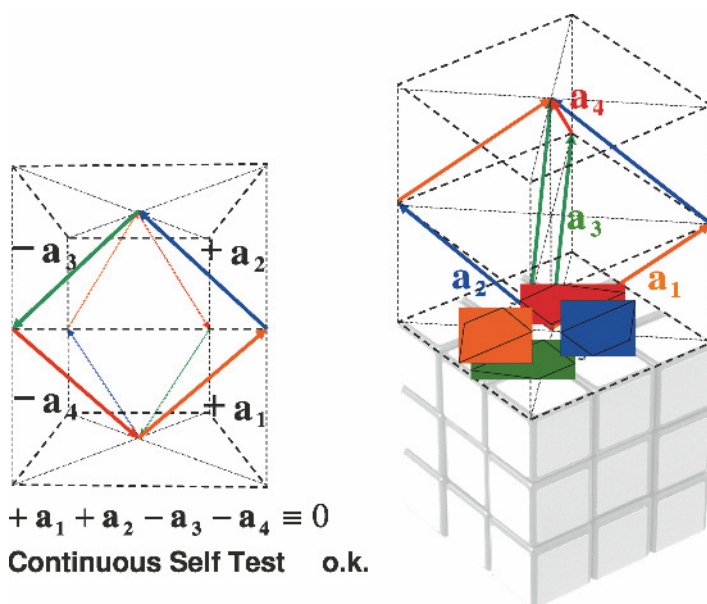 − a₃ + a₂
− a₄ + a₁
+ a₁ + a₂ − a₃ − a₄ ≡ 0
Continuous Self Test o.k.
a₄
a₃
a₂ a₁